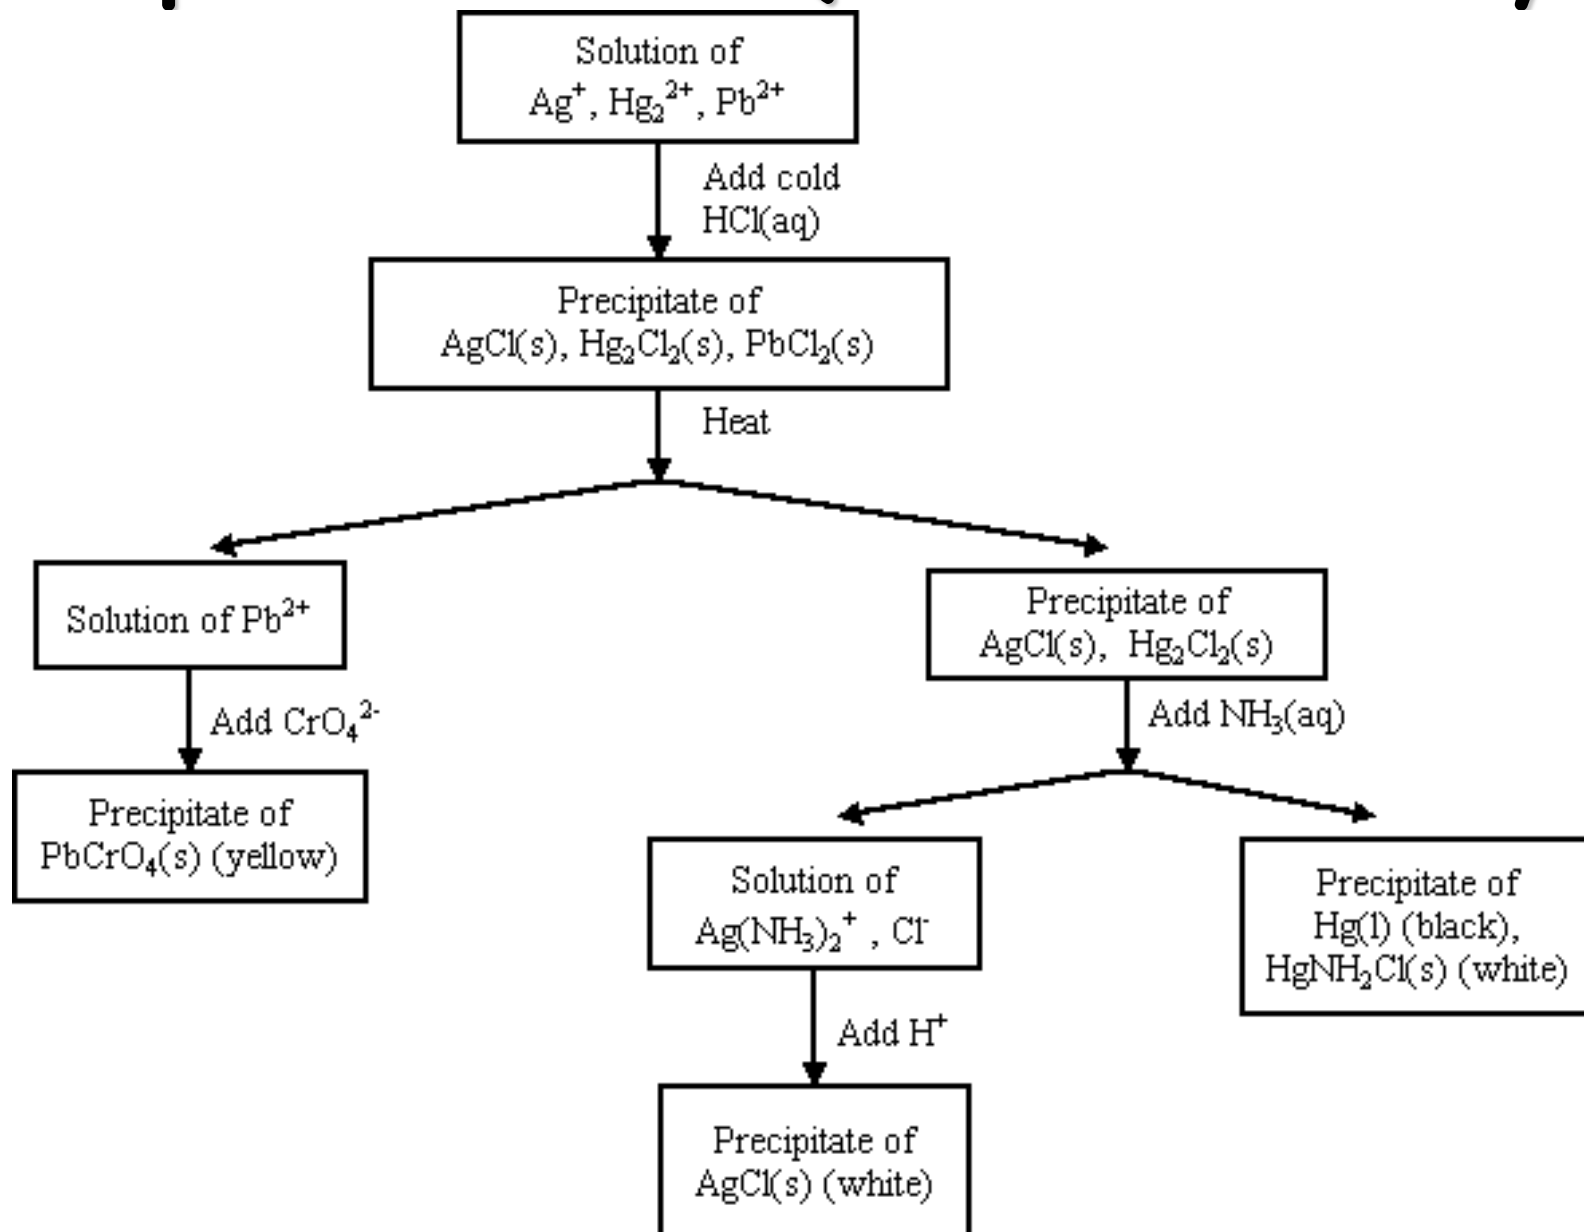 Solution of
Ag⁺, Hg₂²⁺, Pb²⁺
Add cold
HCl(aq)
Precipitate of
AgCl(s), Hg₂Cl₂(s), PbCl₂(s)
Heat
Solution of Pb²⁺
Add CrO₄²⁻
Precipitate of
PbCrO₄(s) (yellow)
Precipitate of
AgCl(s), Hg₂Cl₂(s)
Add NH₃(aq)
Solution of
Ag(NH₃)₂⁺ , Cl⁻
Add H⁺
Precipitate of
AgCl(s) (white)
Precipitate of
Hg(l) (black),
HgNH₂Cl(s) (white)